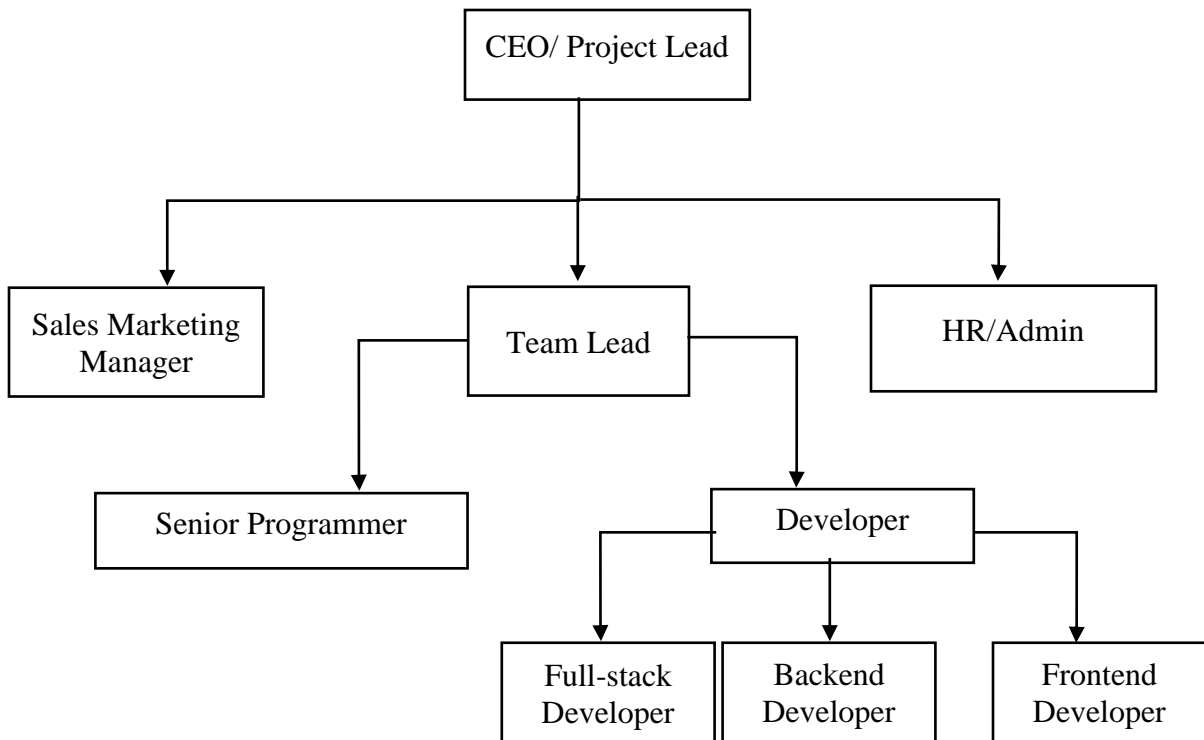 CEO/ Project Lead
Sales Marketing
Manager
Team Lead
HR/Admin
Senior Programmer
Developer
Full-stack
Developer
Backend
Developer
Frontend
Developer